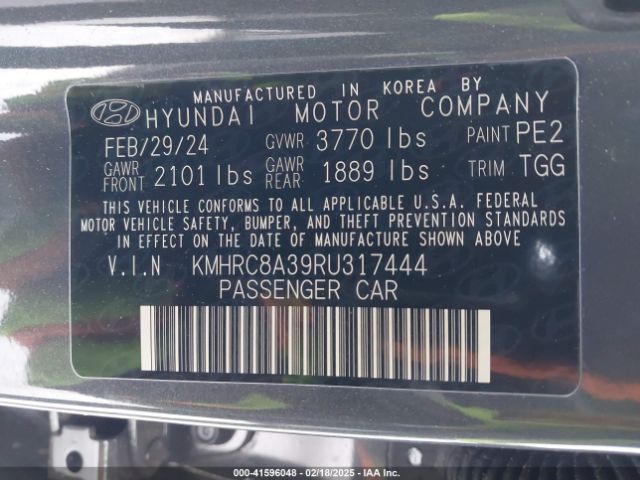 MANUFACTURED IN KOREA BY
HYUNDAI MOTOR COMPANY
FEB/29/24 GVWR 3770 lbs PAINT PE2
GAWR FRONT 2101 lbs GAWR REAR 1889 lbs TRIM TGG
THIS VEHICLE CONFORMS TO ALL APPLICABLE U.S.A. FEDERAL
MOTOR VEHICLE SAFETY, BUMPER, AND THEFT PREVENTION STANDARDS
IN EFFECT ON THE DATE OF MANUFACTURE SHOWN ABOVE
V.I.N KMHRC8A39RU317444
PASSENGER CAR
000-41596048 — 02/18/2025 — IAAI.COM